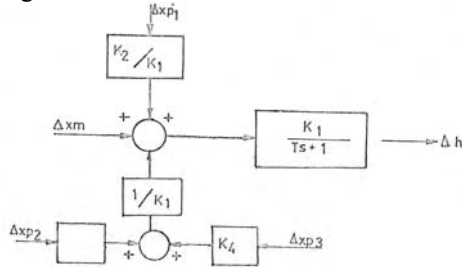 Δxp1
K2/K1
+ +
Δxm
K1
Ts + 1
Δh
1/K1
Δxp2
+ +
K4
Δxp3